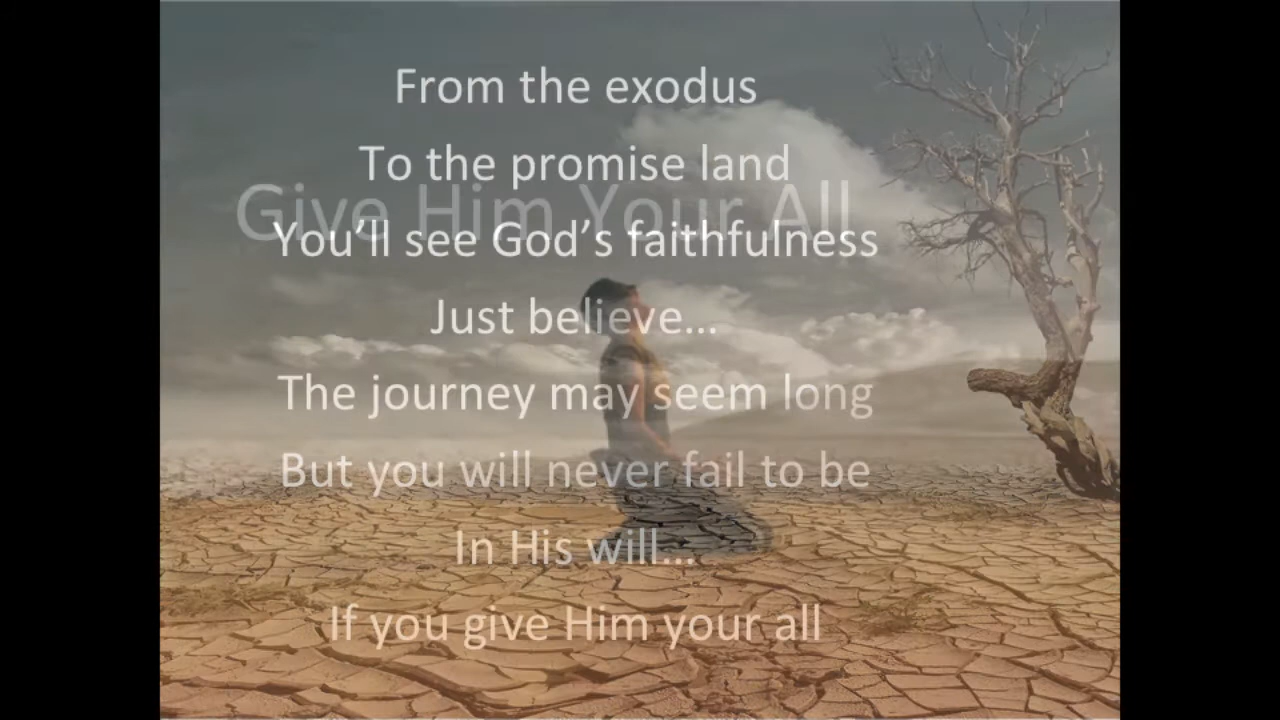 From the exodus
To the promise land
Give Him Your All
You'll see God's faithfulness
Just believe...
The journey may seem long
But you will never fail to be
In His will...
If you give Him your all